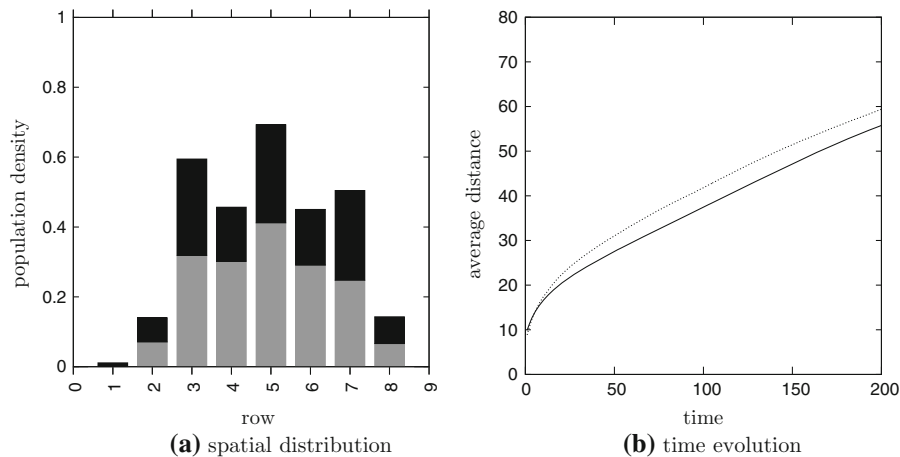 1
0.8
0.6
0.4
0.2
0
population density
0 1 2 3 4 5 6 7 8 9
row
(a) spatial distribution
80
70
60
50
40
30
20
10
0
average distance
0 50 100 150 200
time
(b) time evolution